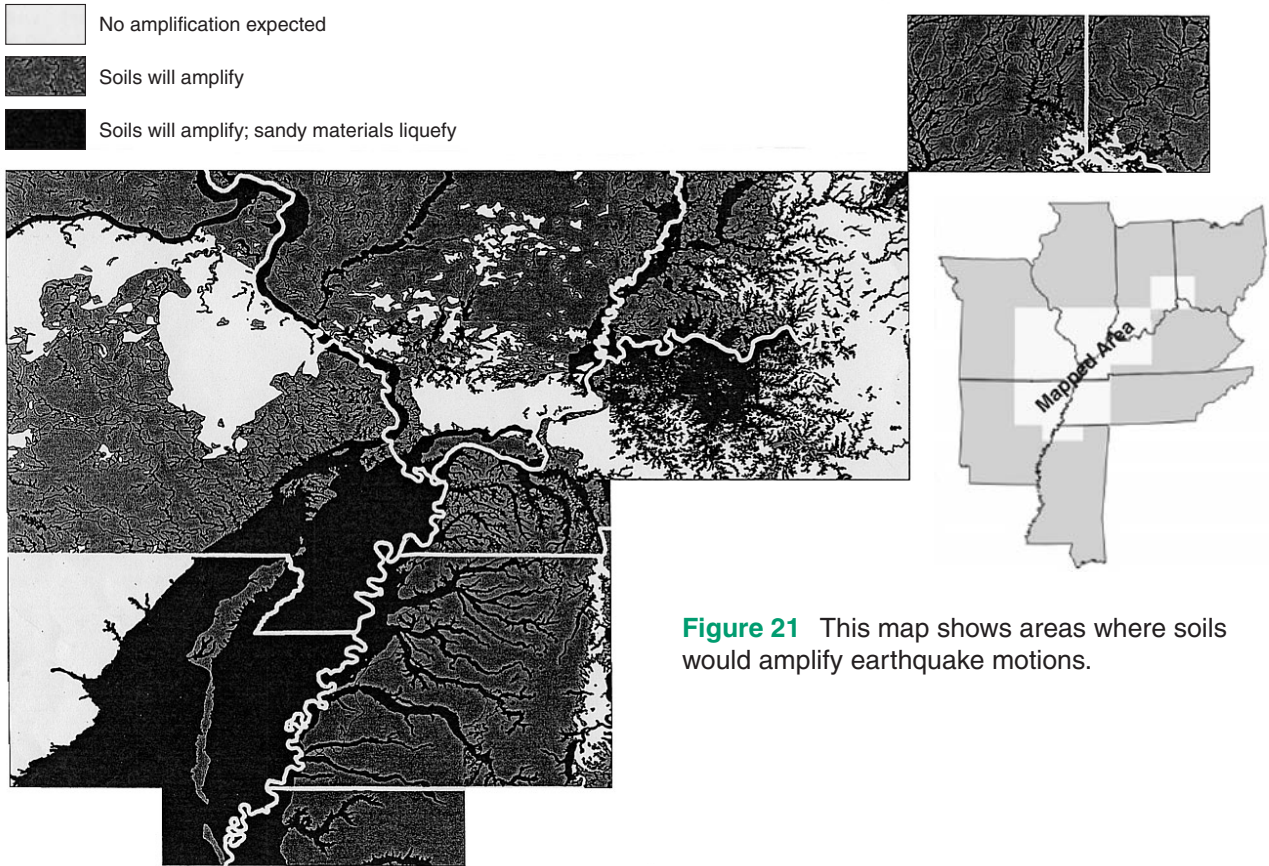 No amplification expected
Soils will amplify
Soils will amplify; sandy materials liquefy
Mapped Area
Figure 21 This map shows areas where soils
would amplify earthquake motions.